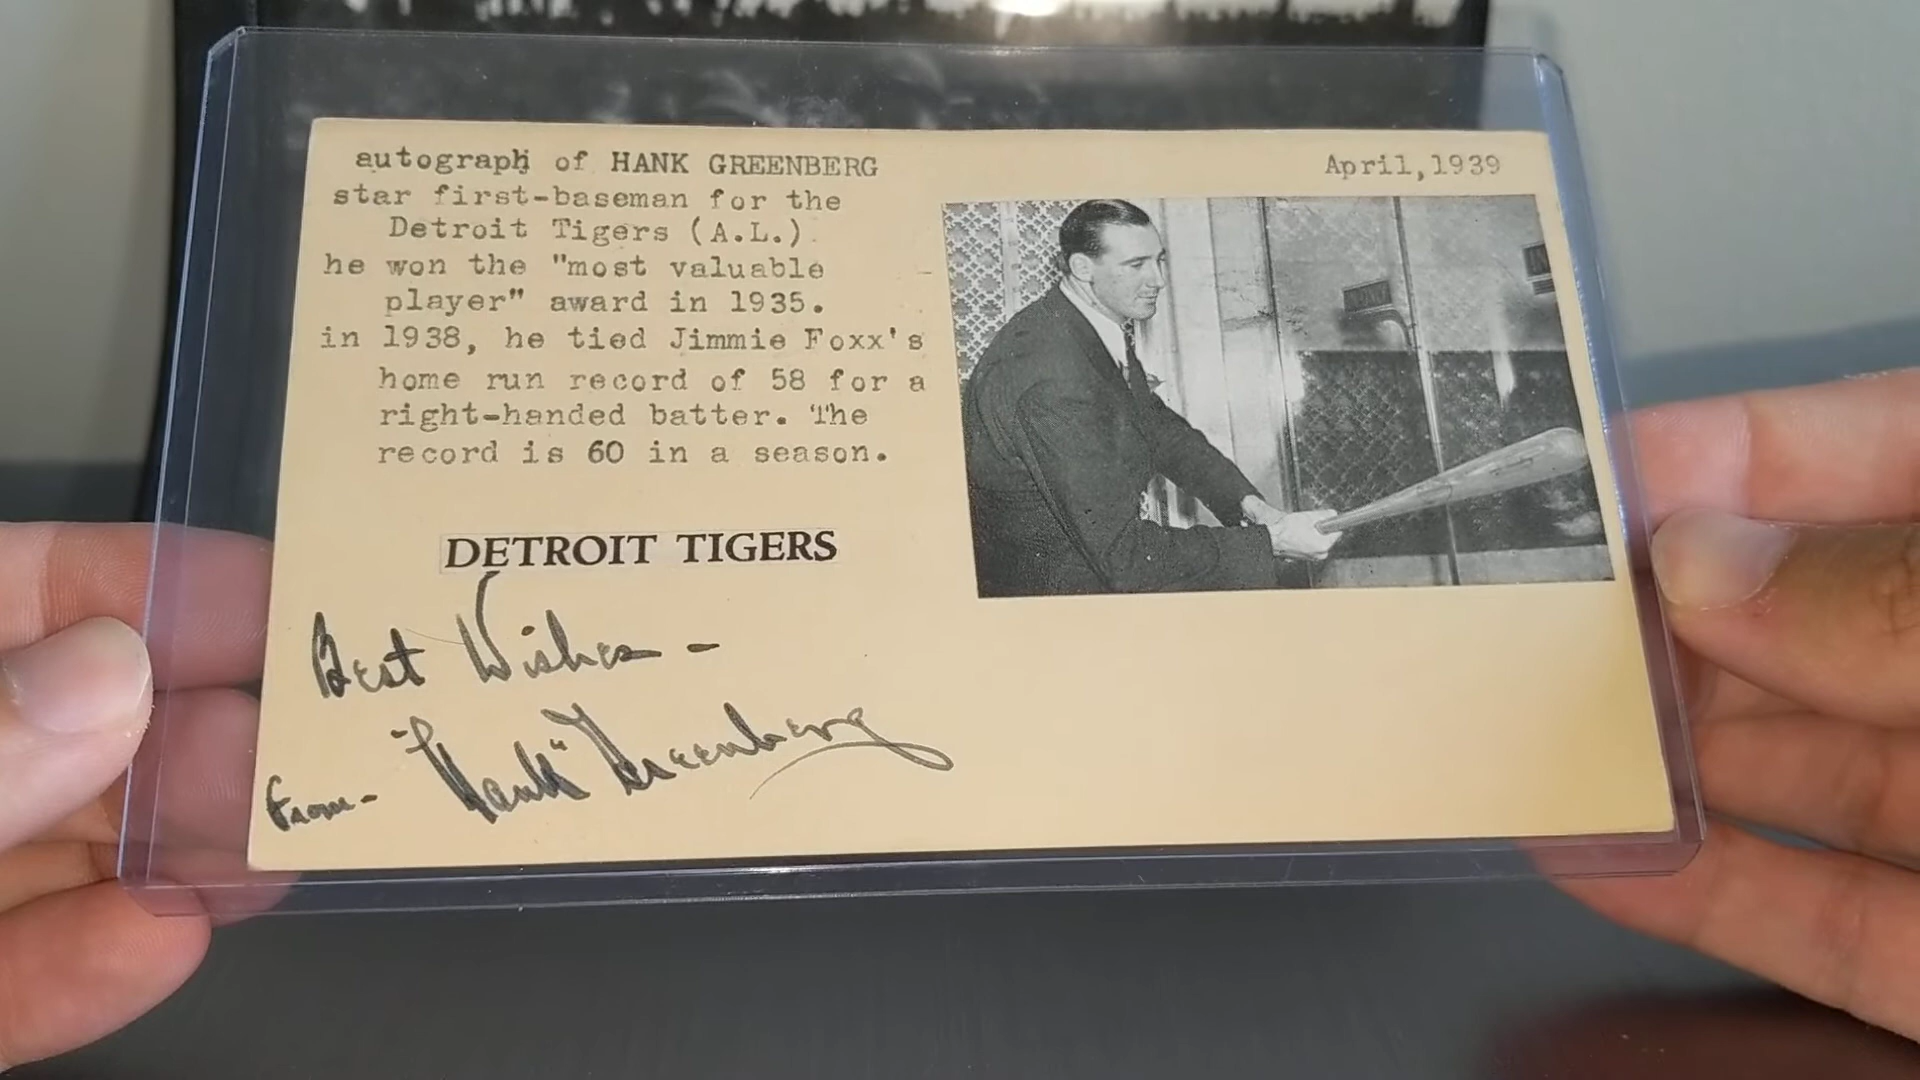 autograph of HANK GREENBERG
April,1939
star first-baseman for the
Detroit Tigers (A.L.).
he won the "most valuable
player" award in 1935.
in 1938, he tied Jimmie Foxx's
home run record of 58 for a
right-handed batter. The
record is 60 in a season.
DETROIT TIGERS
Best Wishes -
From- "Hank" Greenberg